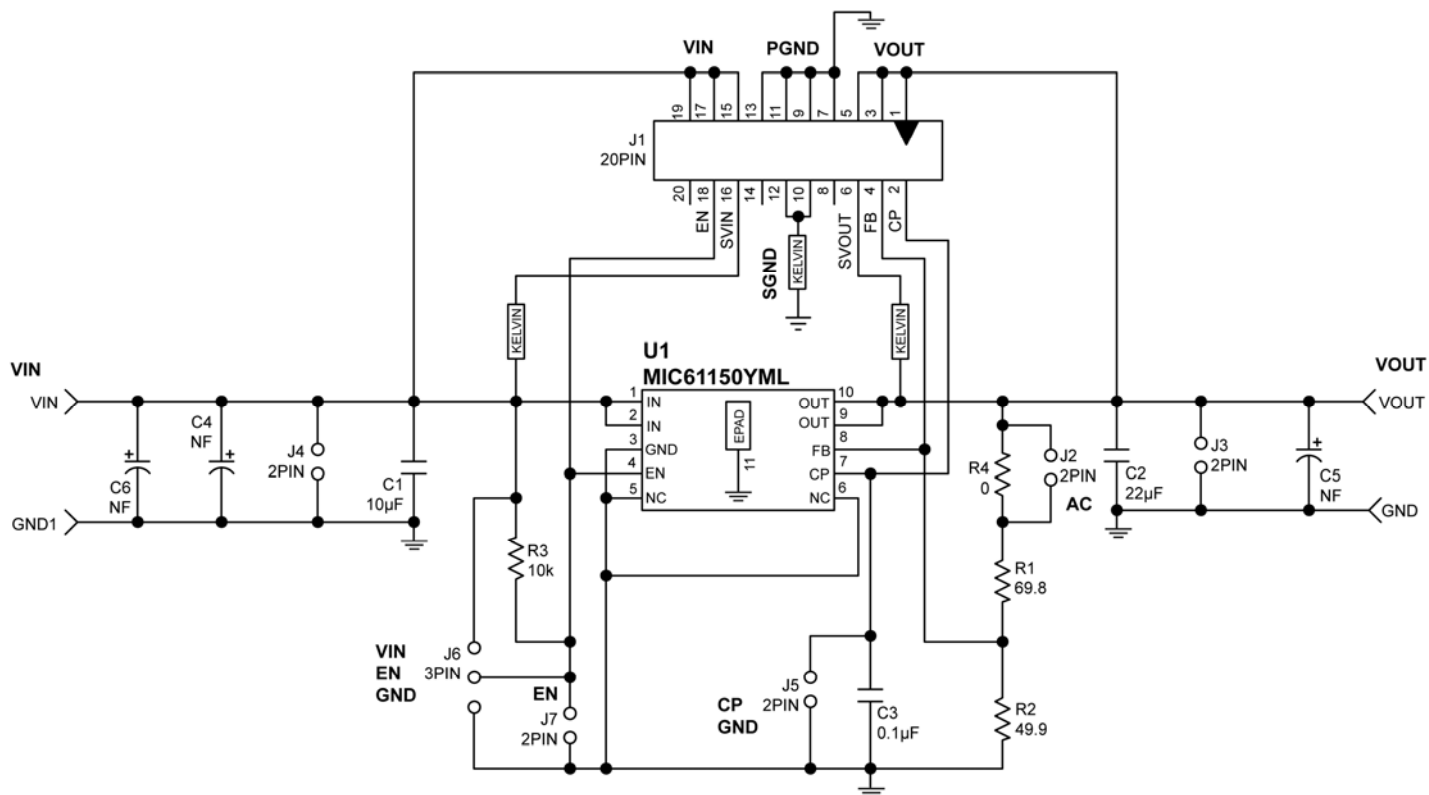 VIN
PGND
VOUT
19
17
15
13
11
9
7
5
3
1
J1
20PIN
20
18
16
14
12
10
8
6
4
2
EN
SVIN
SVOUT
FB
CP
SGND
KELVIN
KELVIN
KELVIN
U1
MIC61150YML
VIN
VIN
GND1
C6
NF
C4
NF
J4
2PIN
C1
10µF
1
IN
2
IN
3
GND
4
EN
5
NC
EPAD
11
OUT
10
OUT
9
FB
8
CP
7
NC
6
VOUT
VOUT
GND
R4
0
J2
2PIN
AC
C2
22µF
J3
2PIN
C5
NF
R3
10k
R1
69.8
VIN
EN
GND
J6
3PIN
EN
J7
2PIN
CP
GND
J5
2PIN
C3
0.1µF
R2
49.9